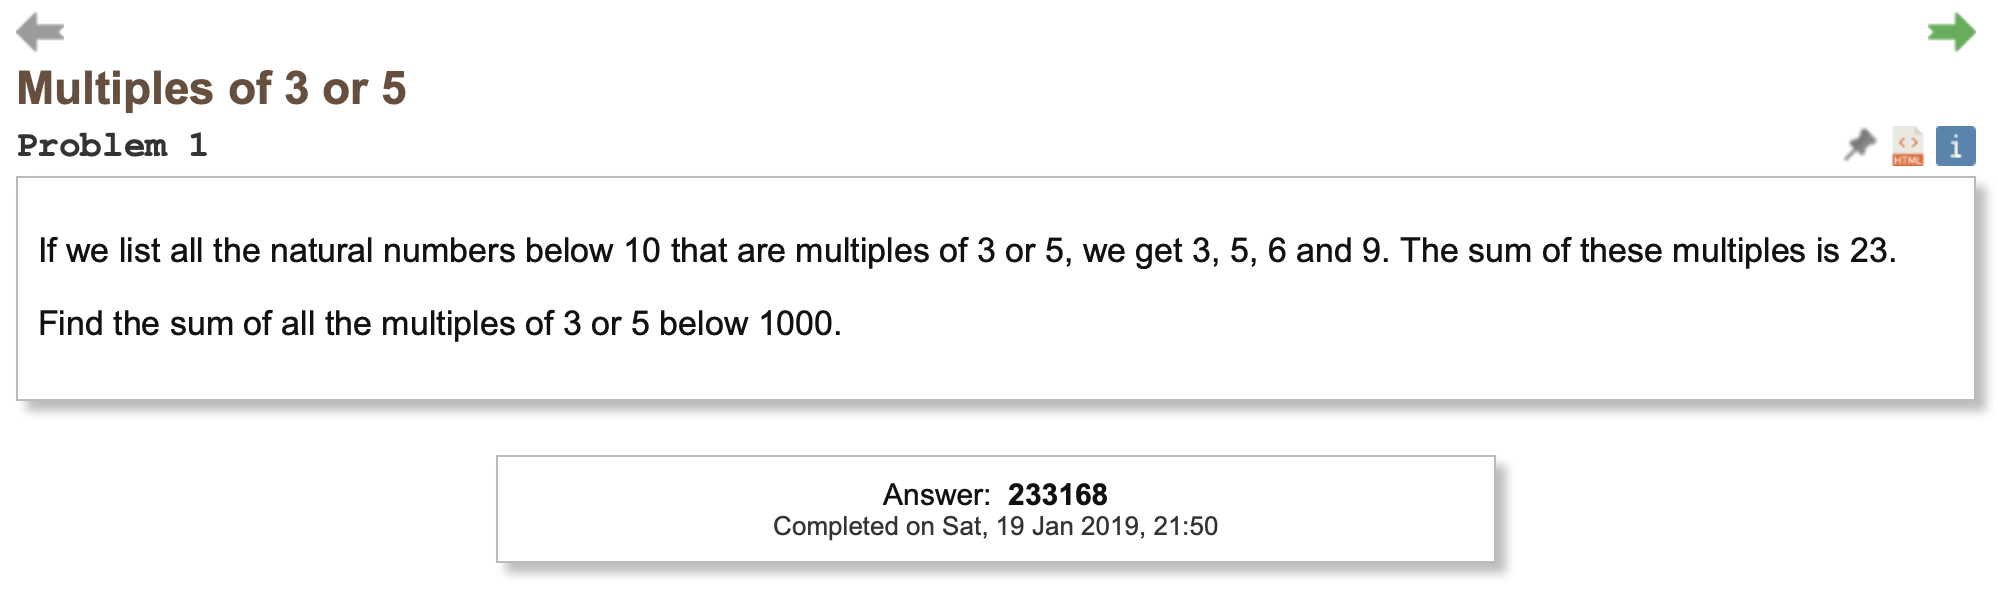 Multiples of 3 or 5
Problem 1
HTML
i
If we list all the natural numbers below 10 that are multiples of 3 or 5, we get 3, 5, 6 and 9. The sum of these multiples is 23.
Find the sum of all the multiples of 3 or 5 below 1000.
Answer: 233168
Completed on Sat, 19 Jan 2019, 21:50